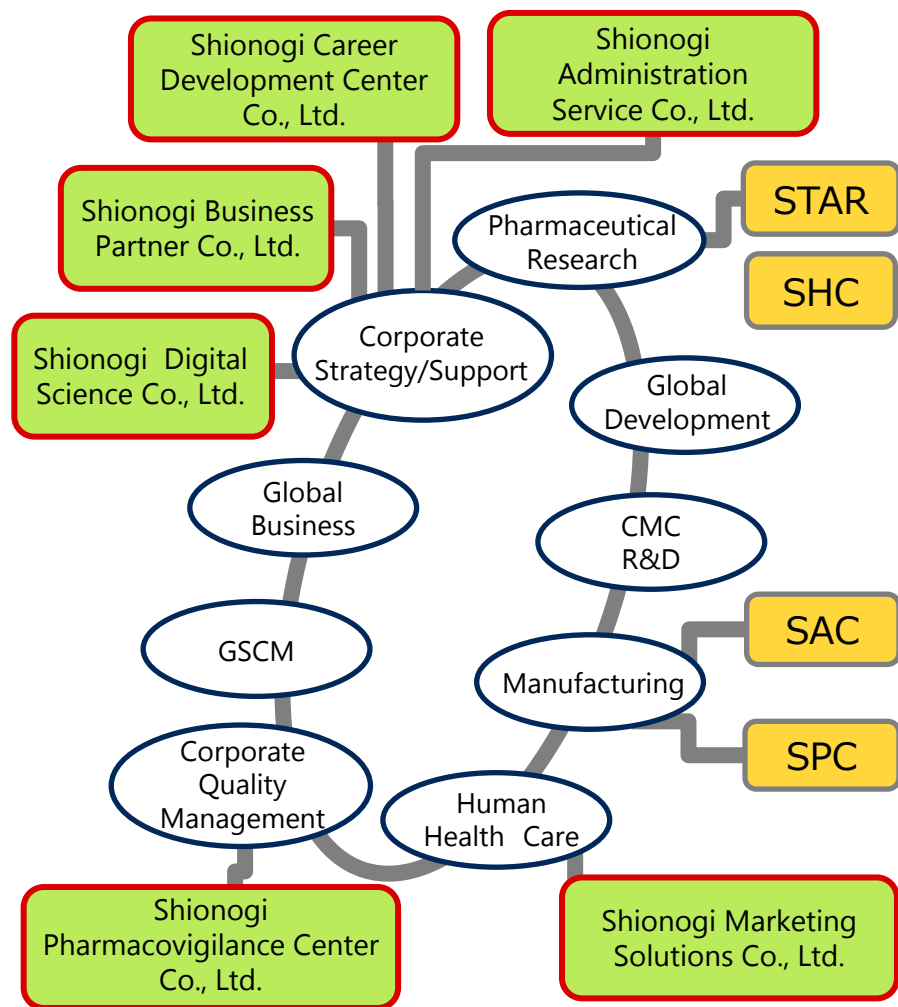 Shionogi Career
Development Center
Co., Ltd.
Shionogi
Administration
Service Co., Ltd.
Shionogi Business
Partner Co., Ltd.
Pharmaceutical
Research
STAR
SHC
Shionogi Digital
Science Co., Ltd.
Corporate
Strategy/Support
Global
Development
Global
Business
CMC
R&D
GSCM
Manufacturing
SAC
SPC
Corporate
Quality
Management
Human
Health Care
Shionogi
Pharmacovigilance Center
Co., Ltd.
Shionogi Marketing
Solutions Co., Ltd.